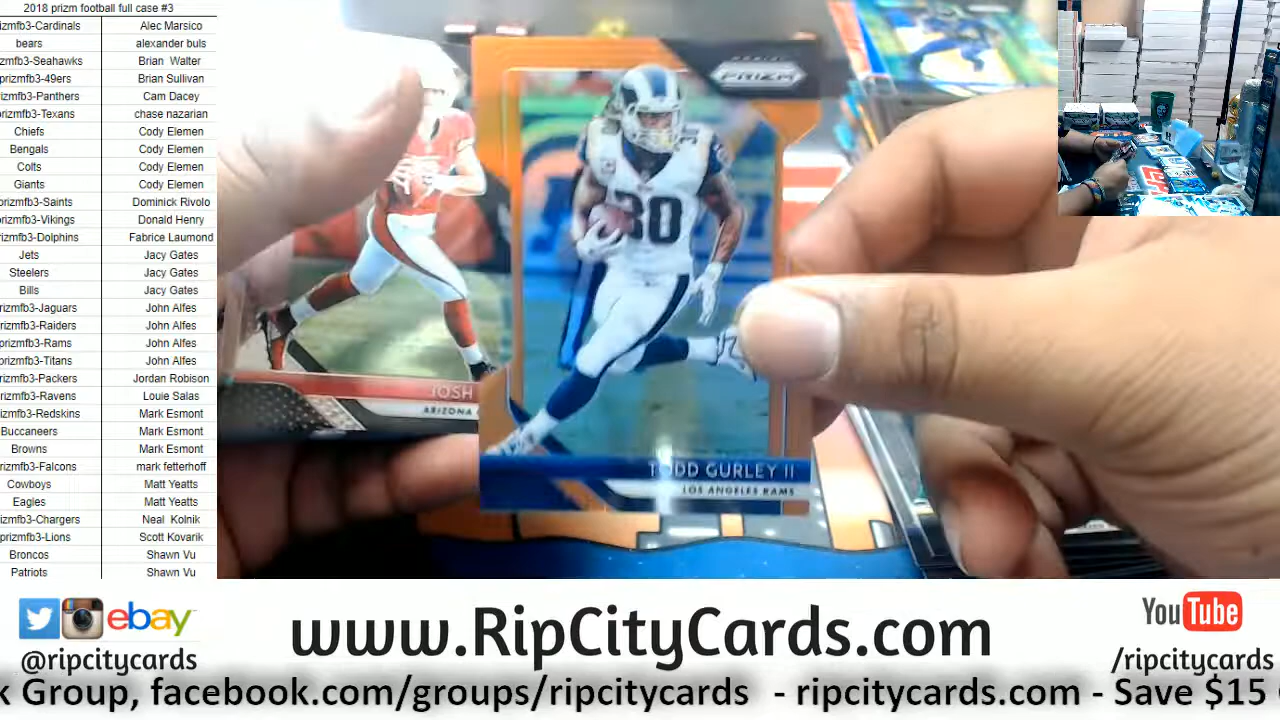 2018 prizm football full case #3
izmfb3-Cardinals Alec Marsico
bears alexander buls
rizmfb3-Seahawks Brian Walter
prizmfb3-49ers Brian Sullivan
izmfb3-Panthers Cam Dacey
prizmfb3-Texans chase nazarian
Chiefs Cody Elemen
Bengals Cody Elemen
Colts Cody Elemen
Giants Cody Elemen
prizmfb3-Saints Dominick Rivolo
rizmfb3-Vikings Donald Henry
rizmfb3-Dolphins Fabrice Laumond
Jets Jacy Gates
Steelers Jacy Gates
Bills Jacy Gates
rizmfb3-Jaguars John Alfes
prizmfb3-Raiders John Alfes
prizmfb3-Rams John Alfes
prizmfb3-Titans John Alfes
rizmfb3-Packers Jordan Robison
rizmfb3-Ravens Louie Salas
izmfb3-Redskins Mark Esmont
Buccaneers Mark Esmont
Browns Mark Esmont
rizmfb3-Falcons mark fetterhoff
Cowboys Matt Yeatts
Eagles Matt Yeatts
izmfb3-Chargers Neal Kolnik
prizmfb3-Lions Scott Kovarik
Broncos Shawn Vu
Patriots Shawn Vu
PRIZM
30
30
JOSH
ARIZONA
TODD GURLEY II
LOS ANGELES RAMS
ebay
@ripcitycards
www.RipCityCards.com
YouTube
/ripcitycards
k Group, facebook.com/groups/ripcitycards - ripcitycards.com - Save $15